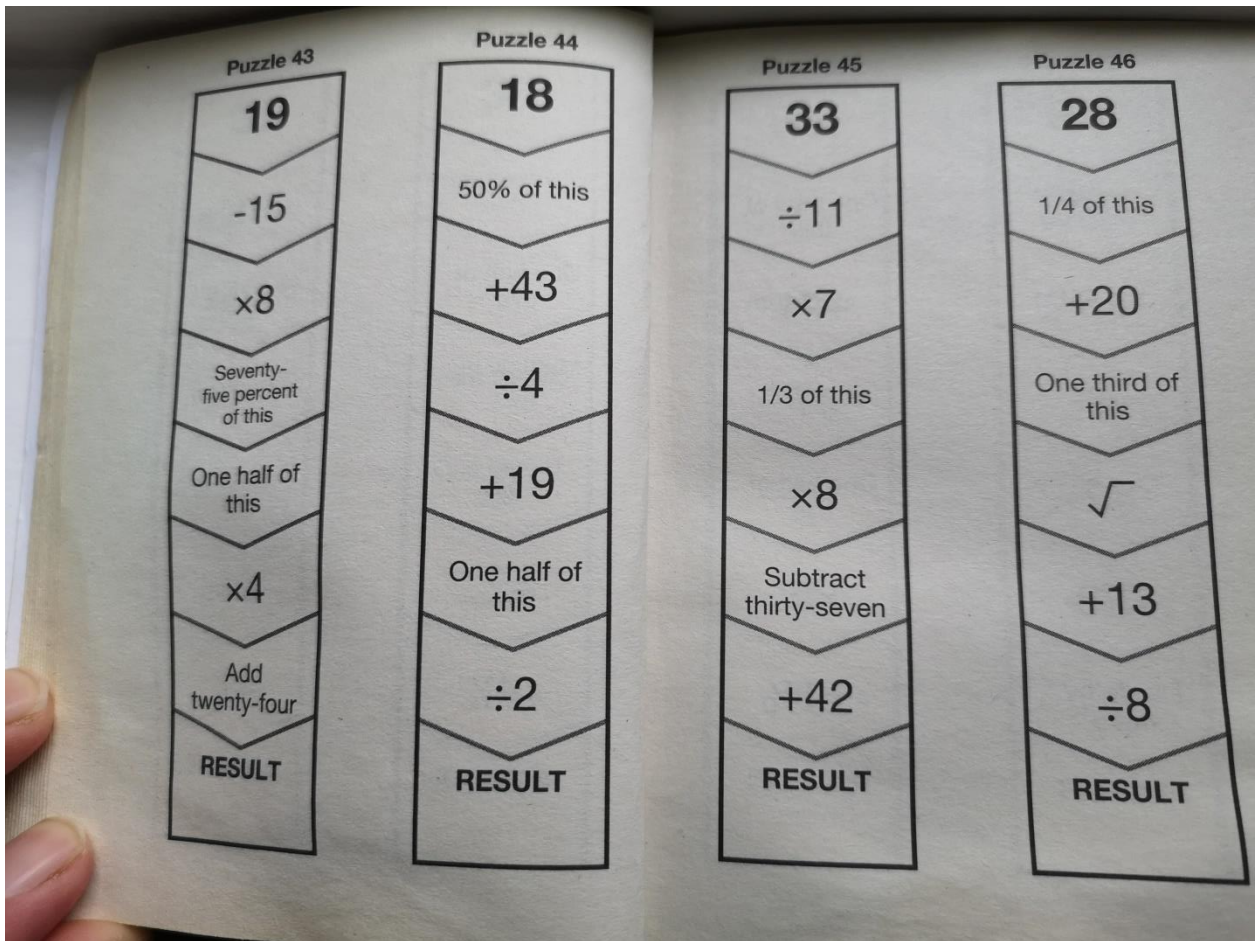 Puzzle 43
19
-15
×8
Seventy-
five percent
of this
One half of
this
×4
Add
twenty-four
RESULT
Puzzle 44
18
50% of this
+43
÷4
+19
One half of
this
÷2
RESULT
Puzzle 45
33
÷11
×7
1/3 of this
×8
Subtract
thirty-seven
+42
RESULT
Puzzle 46
28
1/4 of this
+20
One third of
this
√
+13
÷8
RESULT